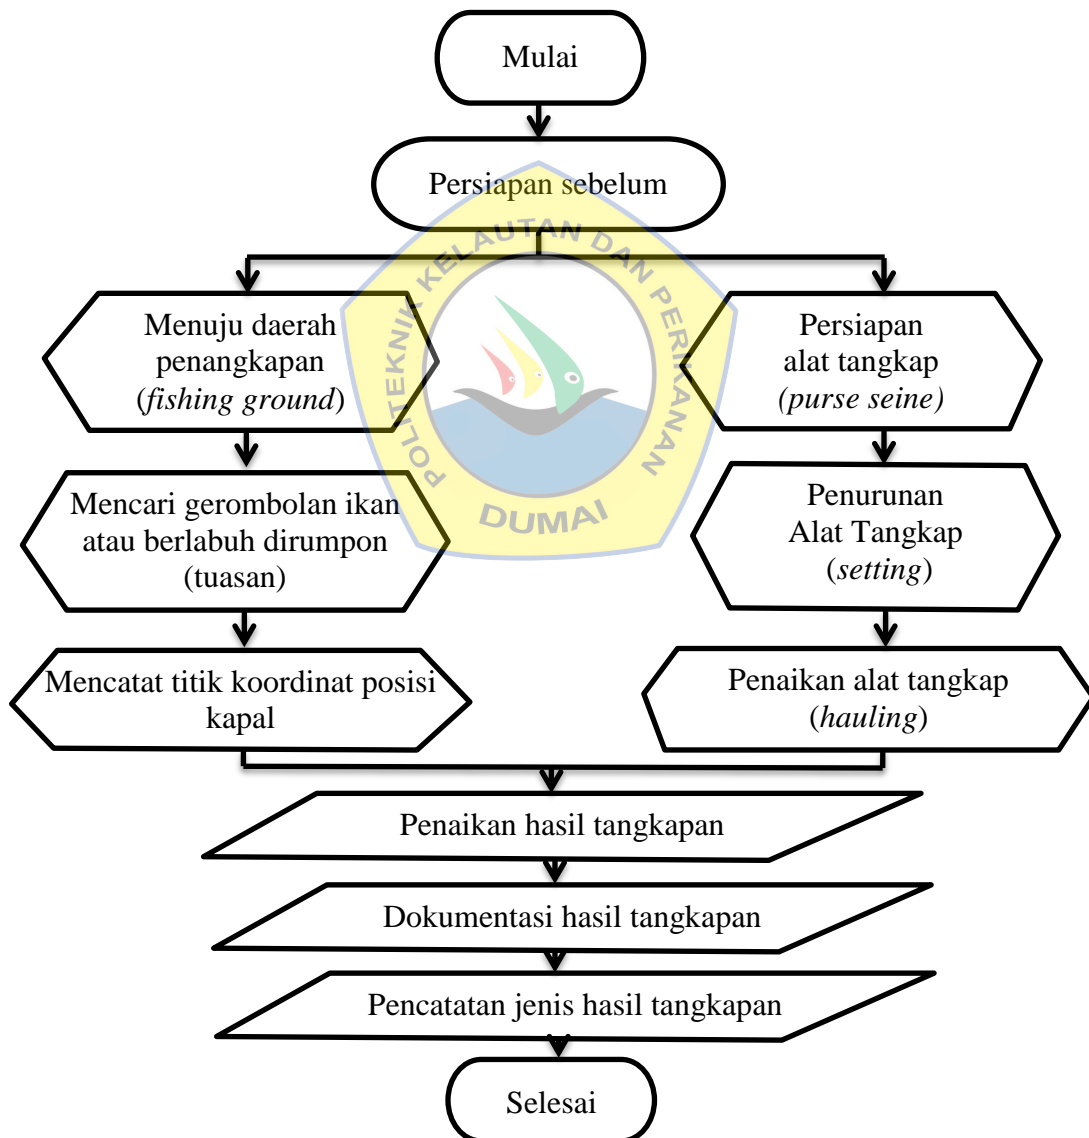 Mulai
Persiapan sebelum
POLITEKNIK KELAUTAN DAN PERIKANAN
DUMAI
Menuju daerah
penangkapan
(fishing ground)
Mencari gerombolan ikan
atau berlabuh dirumpon
(tuasan)
Mencatat titik koordinat posisi
kapal
Persiapan
alat tangkap
(purse seine)
Penurunan
Alat Tangkap
(setting)
Penaikan alat tangkap
(hauling)
Penaikan hasil tangkapan
Dokumentasi hasil tangkapan
Pencatatan jenis hasil tangkapan
Selesai